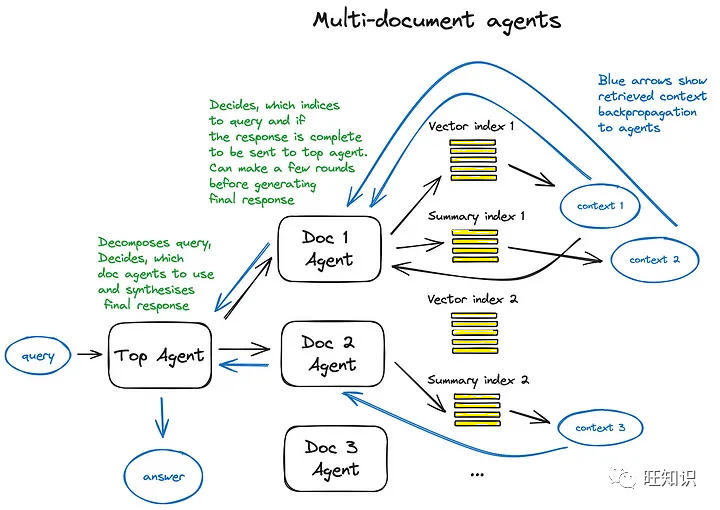 Multi-document agents
Blue arrows show
retrieved context
backpropagation
to agents
Decides, which indices
to query and if
the response is complete
to be sent to top agent.
Can make a few rounds
before generating
final response
Vector index 1
context 1
Summary index 1
Doc 1
Agent
context 2
Decomposes query,
Decides, which
doc agents to use
and synthesises
final response
Vector index 2
query
Top Agent
Doc 2
Agent
Summary index 2
context 3
Doc 3
Agent
...
answer
旺知识